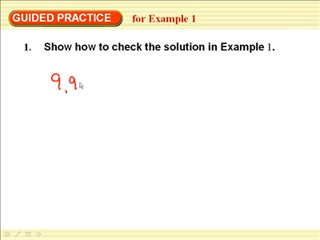 GUIDED PRACTICE for Example 1
1. Show how to check the solution in Example 1.
9.9